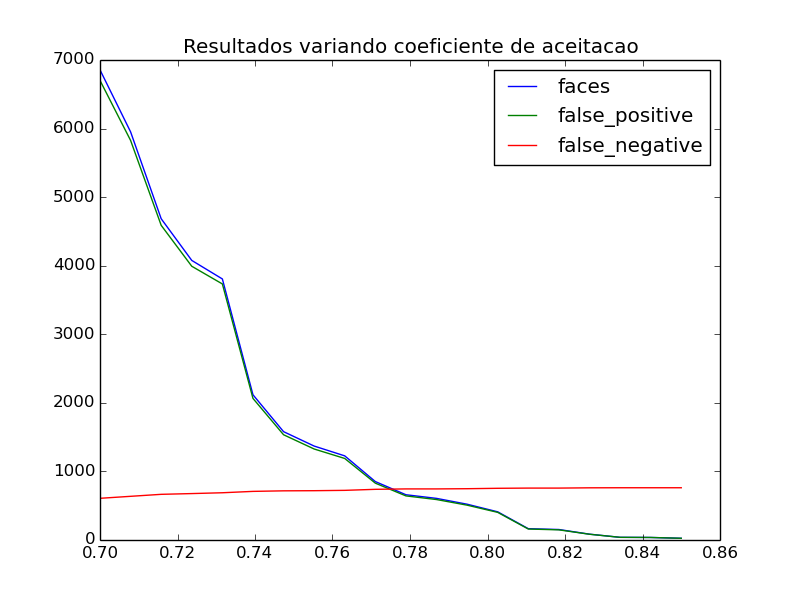 Resultados variando coeficiente de aceitacao
faces
false_positive
false_negative
7000
6000
5000
4000
3000
2000
1000
0
0.70 0.72 0.74 0.76 0.78 0.80 0.82 0.84 0.86